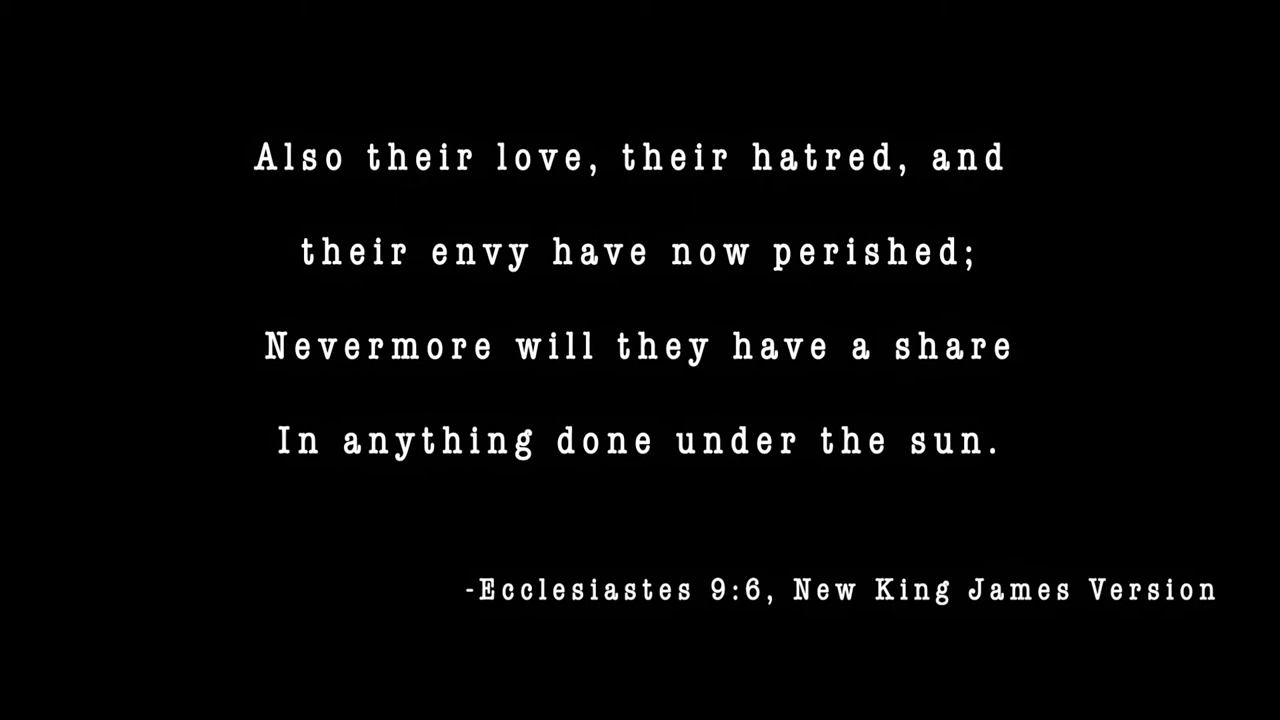 Also their love, their hatred, and
their envy have now perished;
Nevermore will they have a share
In anything done under the sun.
-Ecclesiastes 9:6, New King James Version